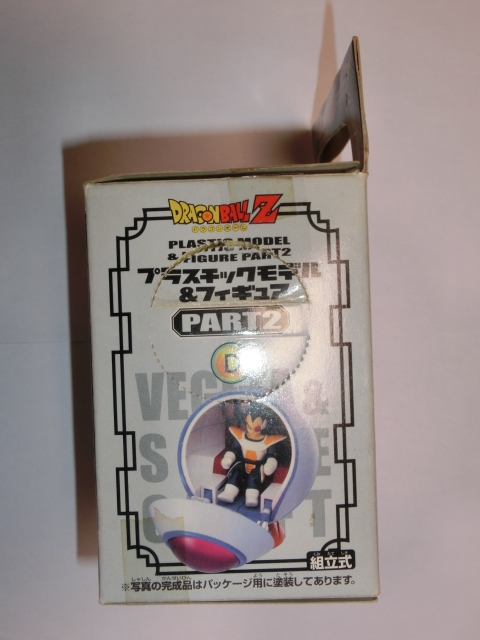 DRAGONBALL Z
PLASTIC MODEL
& FIGURE PART2
プラスチックモデル
&フィギュア
PART2
D
&
組立式
※写真の完成品はパッケージ用に塗装してあります。